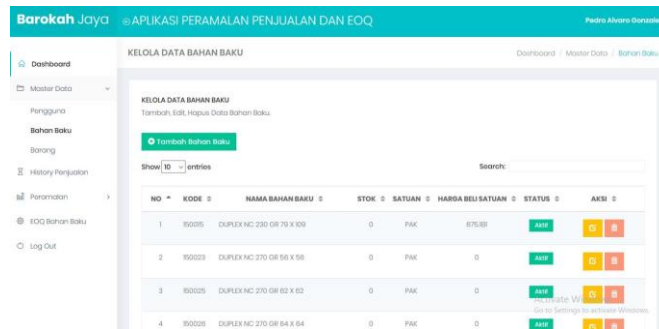 Barokah Jaya APLIKASI PERAMALAN PENJUALAN DAN EOQ Pedro Alvaro Gonzale
KELOLA DATA BAHAN BAKU Dashboard / Master Data / Bahan Baku
Dashboard
Master Data
Pengguna
Bahan Baku
Barang
History Penjualan
Peramalan
EOQ Bahan Baku
Log Out
KELOLA DATA BAHAN BAKU
Tambah, Edit, Hapus Data Bahan Baku.
Tambah Bahan Baku
Show 10 entries Search:
NO KODE NAMA BAHAN BAKU STOK SATUAN HARGA BELI SATUAN STATUS AKSI
1 150015 DUPLEX NC 230 GR 79 X 109 0 PAK Aktif
2 150023 DUPLEX NC 270 GR 56 X 56 0 PAK 0 Aktif
3 150025 DUPLEX NC 270 GR 62 X 62 0 PAK 0 Aktif
4 150026 DUPLEX NC 270 GR 64 X 64 0 PAK 0 Aktif
Activate Windows
Go to Settings to activate Windows.